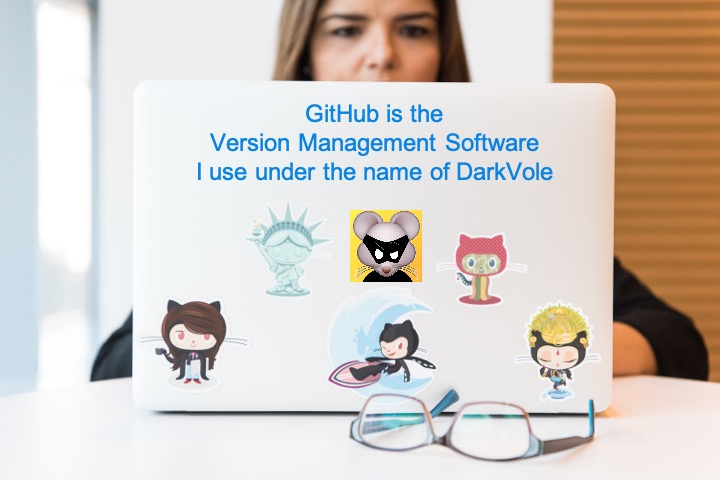 GitHub is the
Version Management Software
I use under the name of DarkVole